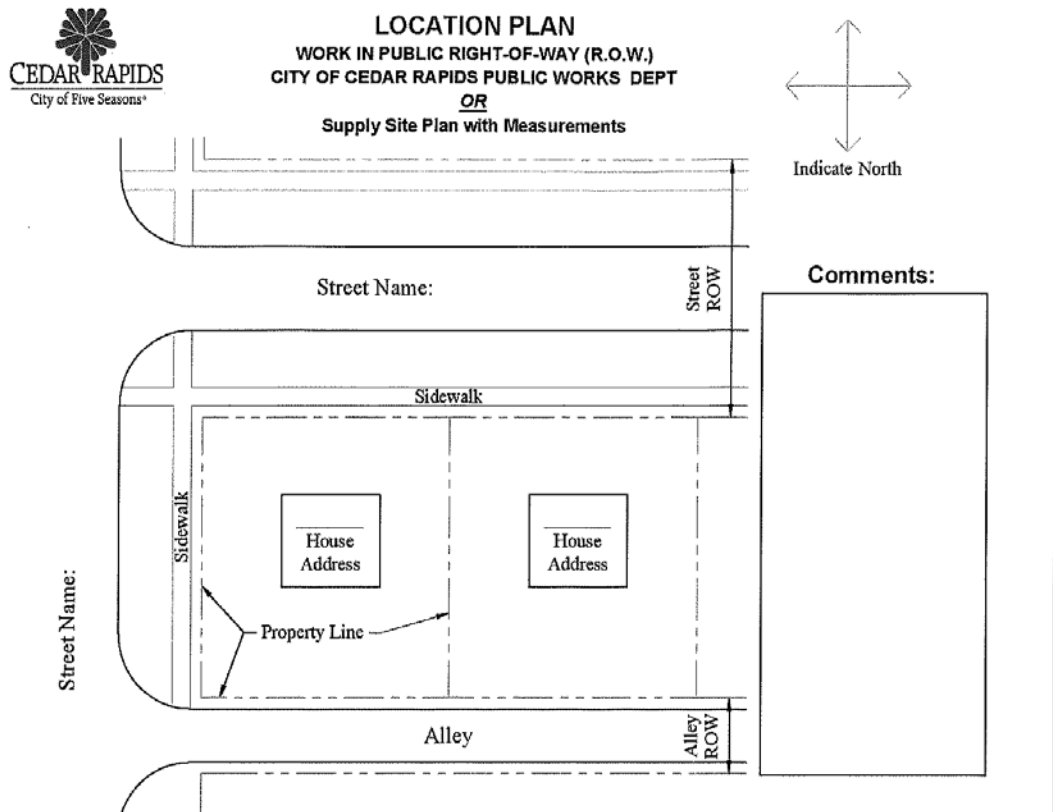 CEDAR RAPIDS
City of Five Seasons®
LOCATION PLAN
WORK IN PUBLIC RIGHT-OF-WAY (R.O.W.)
CITY OF CEDAR RAPIDS PUBLIC WORKS DEPT
OR
Supply Site Plan with Measurements
Indicate North
Street Name:
Street
ROW
Comments:
Sidewalk
Sidewalk
House
Address
House
Address
Property Line
Street Name:
Alley
Alley
ROW